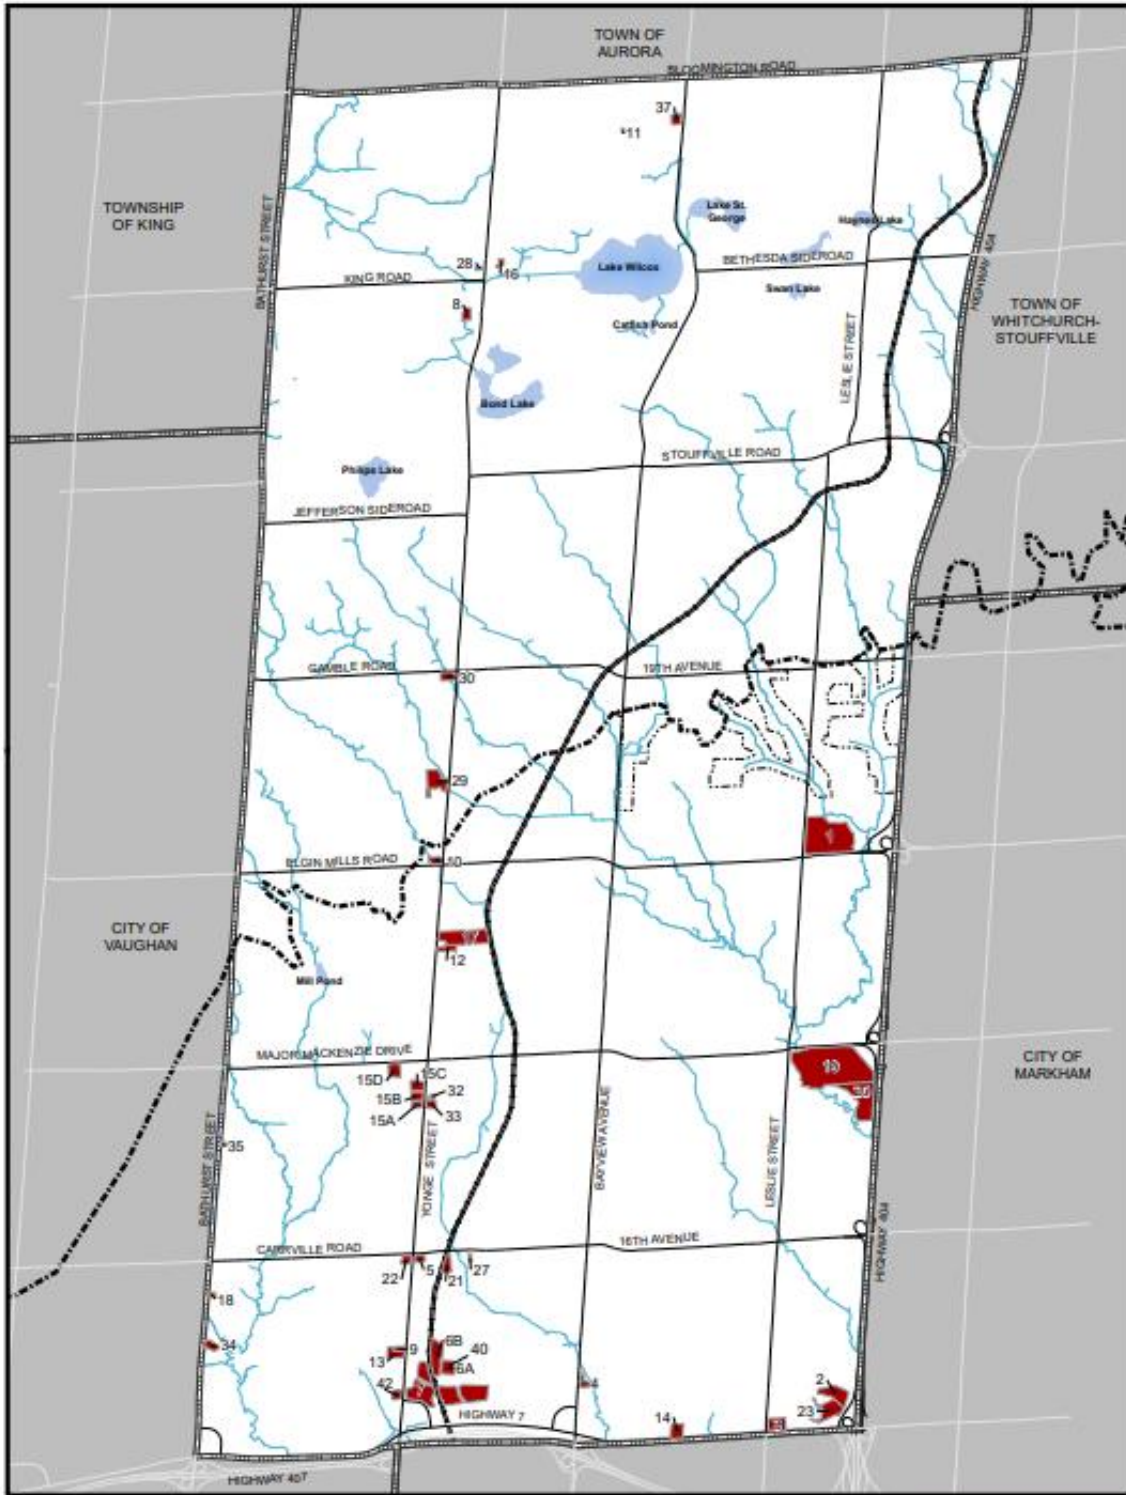 TOWN OF
AURORA
BLOOMINGTON ROAD
37
11
TOWNSHIP
OF KING
BATHURST STREET
Lake St.
George
Haynes Lake
HIGHWAY 404
28
16
KING ROAD
Lake Wilcox
BETHESDA SIDEROAD
Swan Lake
8
Catfish Pond
LESLIE STREET
TOWN OF
WHITCHURCH-
STOUFFVILLE
Bond Lake
STOUFFVILLE ROAD
Philips Lake
JEFFERSON SIDEROAD
GAMBLE ROAD
30
19TH AVENUE
29
1
ELGIN MILLS ROAD
10
CITY OF
VAUGHAN
12
Mill Pond
MAJOR MACKENZIE DRIVE
CITY OF
MARKHAM
15D
15C
15B
32
15A
33
35
BATHURST STREET
YONGE STREET
BAYVIEW AVENUE
LESLIE STREET
HIGHWAY 404
CARRVILLE ROAD
16TH AVENUE
22
5
21
27
18
34
13
9
6B
40
6A
42
4
2
23
14
HIGHWAY 7
HIGHWAY 407